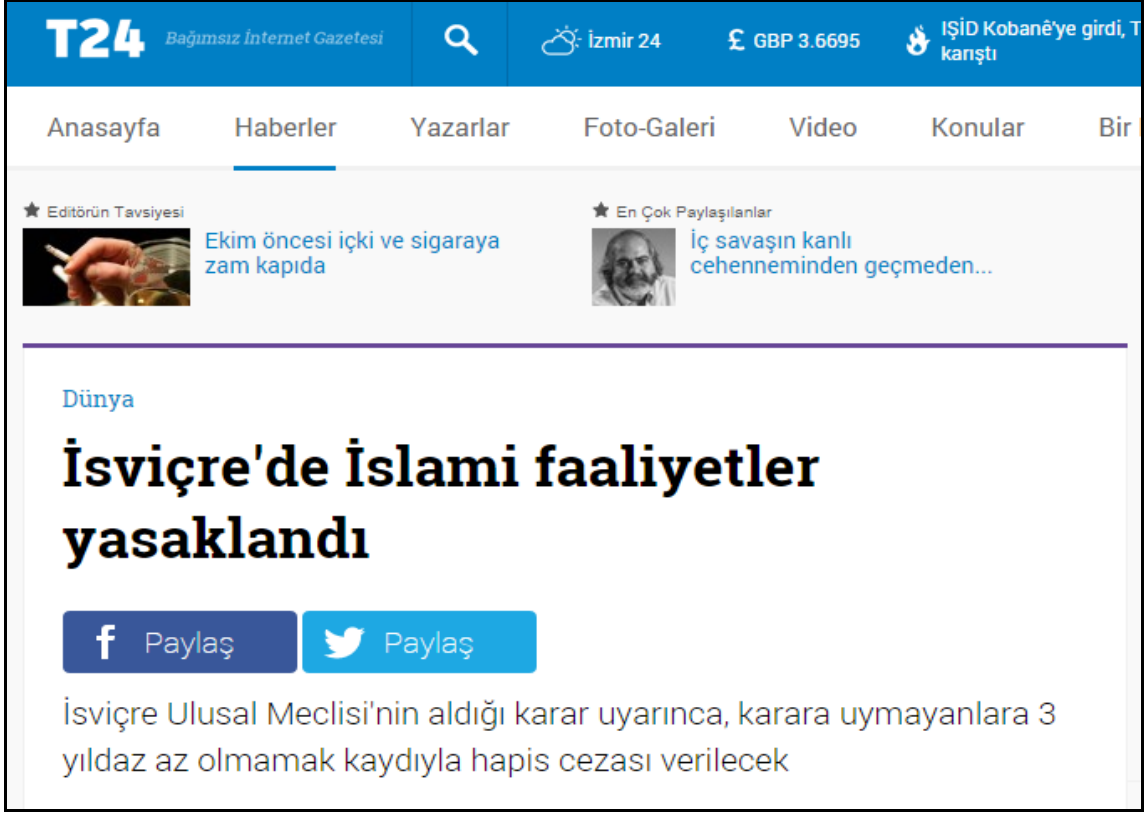 T24 Bağımsız İnternet Gazetesi İzmir 24 £ GBP 3.6695 IŞİD Kobanê'ye girdi, T
karıştı
Anasayfa Haberler Yazarlar Foto-Galeri Video Konular Bir
Editörün Tavsiyesi
Ekim öncesi içki ve sigaraya
zam kapıda
En Çok Paylaşılanlar
İç savaşın kanlı
cehenneminden geçmeden...
Dünya
İsviçre'de İslami faaliyetler
yasaklandı
f Paylaş Paylaş
İsviçre Ulusal Meclisi'nin aldığı karar uyarınca, karara uymayanlara 3
yıldaz az olmamak kaydıyla hapis cezası verilecek